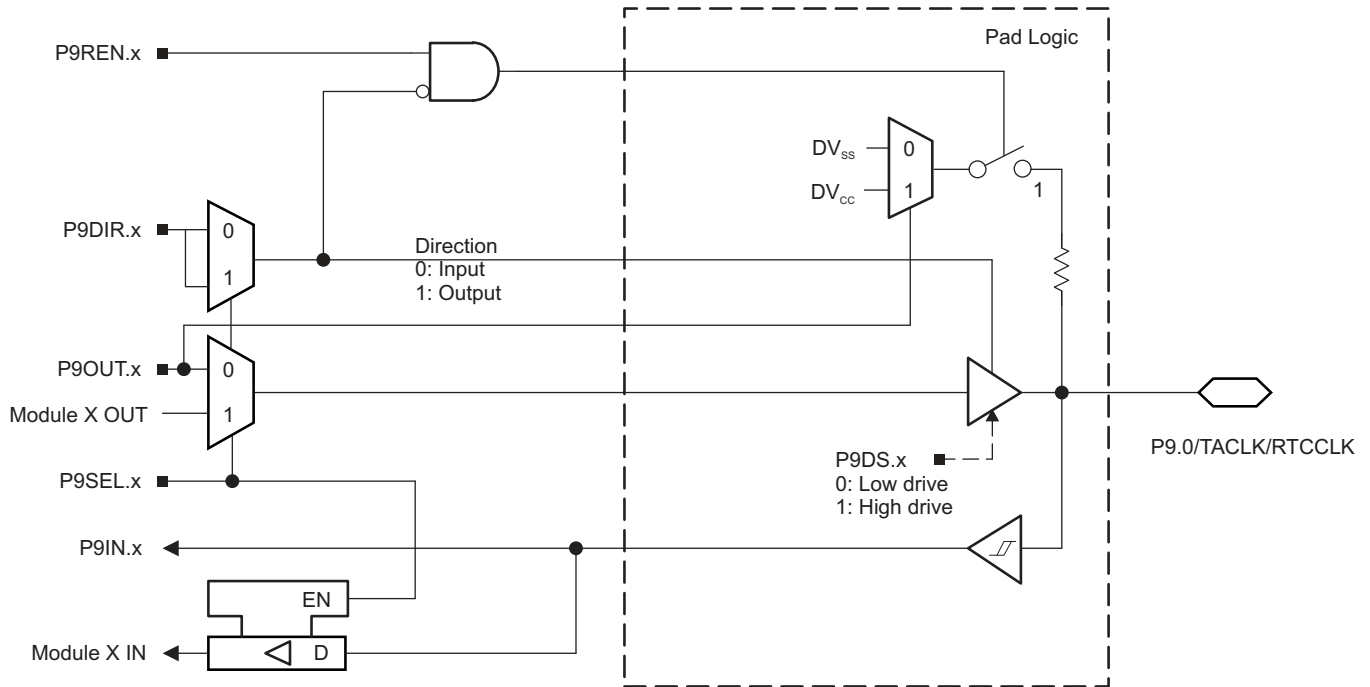 Pad Logic
P9REN.x
DVSS
0
DVCC
1
1
P9DIR.x
0
1
Direction
0: Input
1: Output
P9OUT.x
0
Module X OUT
1
P9SEL.x
P9DS.x
0: Low drive
1: High drive
P9.0/TACLK/RTCCLK
P9IN.x
EN
Module X IN
D